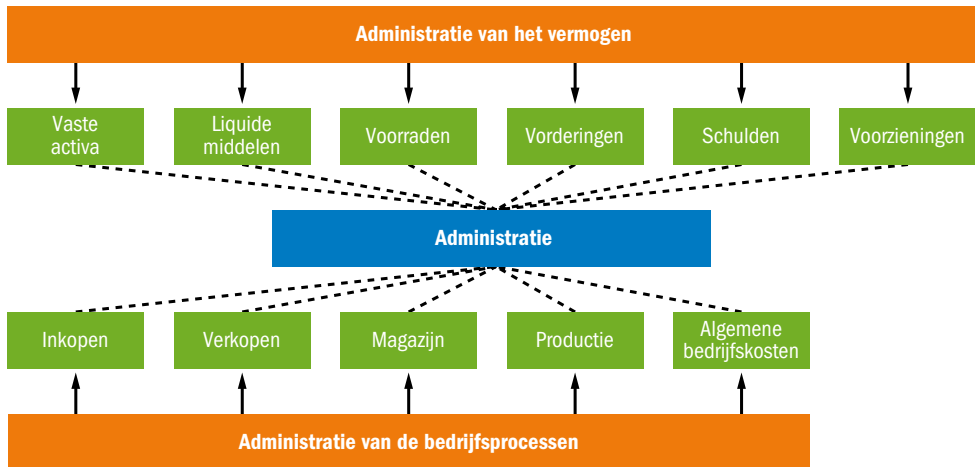 Administratie van het vermogen
Vaste
activa
Liquide
middelen
Voorraden
Vorderingen
Schulden
Voorzieningen
Administratie
Inkopen
Verkopen
Magazijn
Productie
Algemene
bedrijfskosten
Administratie van de bedrijfsprocessen